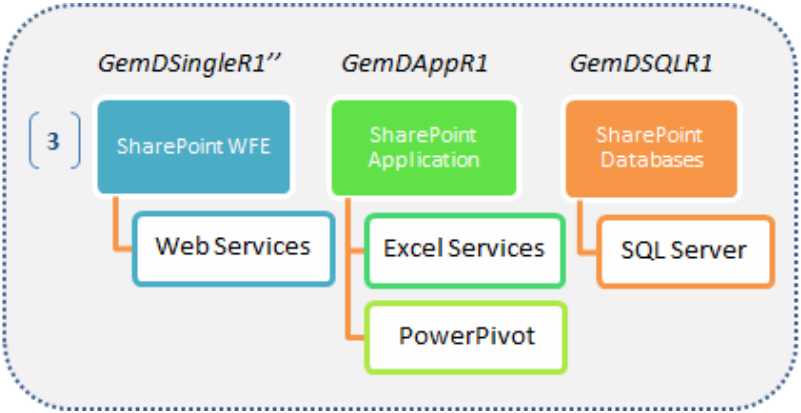 GemDSingleR1’’ GemDAppR1 GemDSQLR1
3
SharePoint WFE
SharePoint
Application
SharePoint
Databases
Web Services
Excel Services
SQL Server
PowerPivot